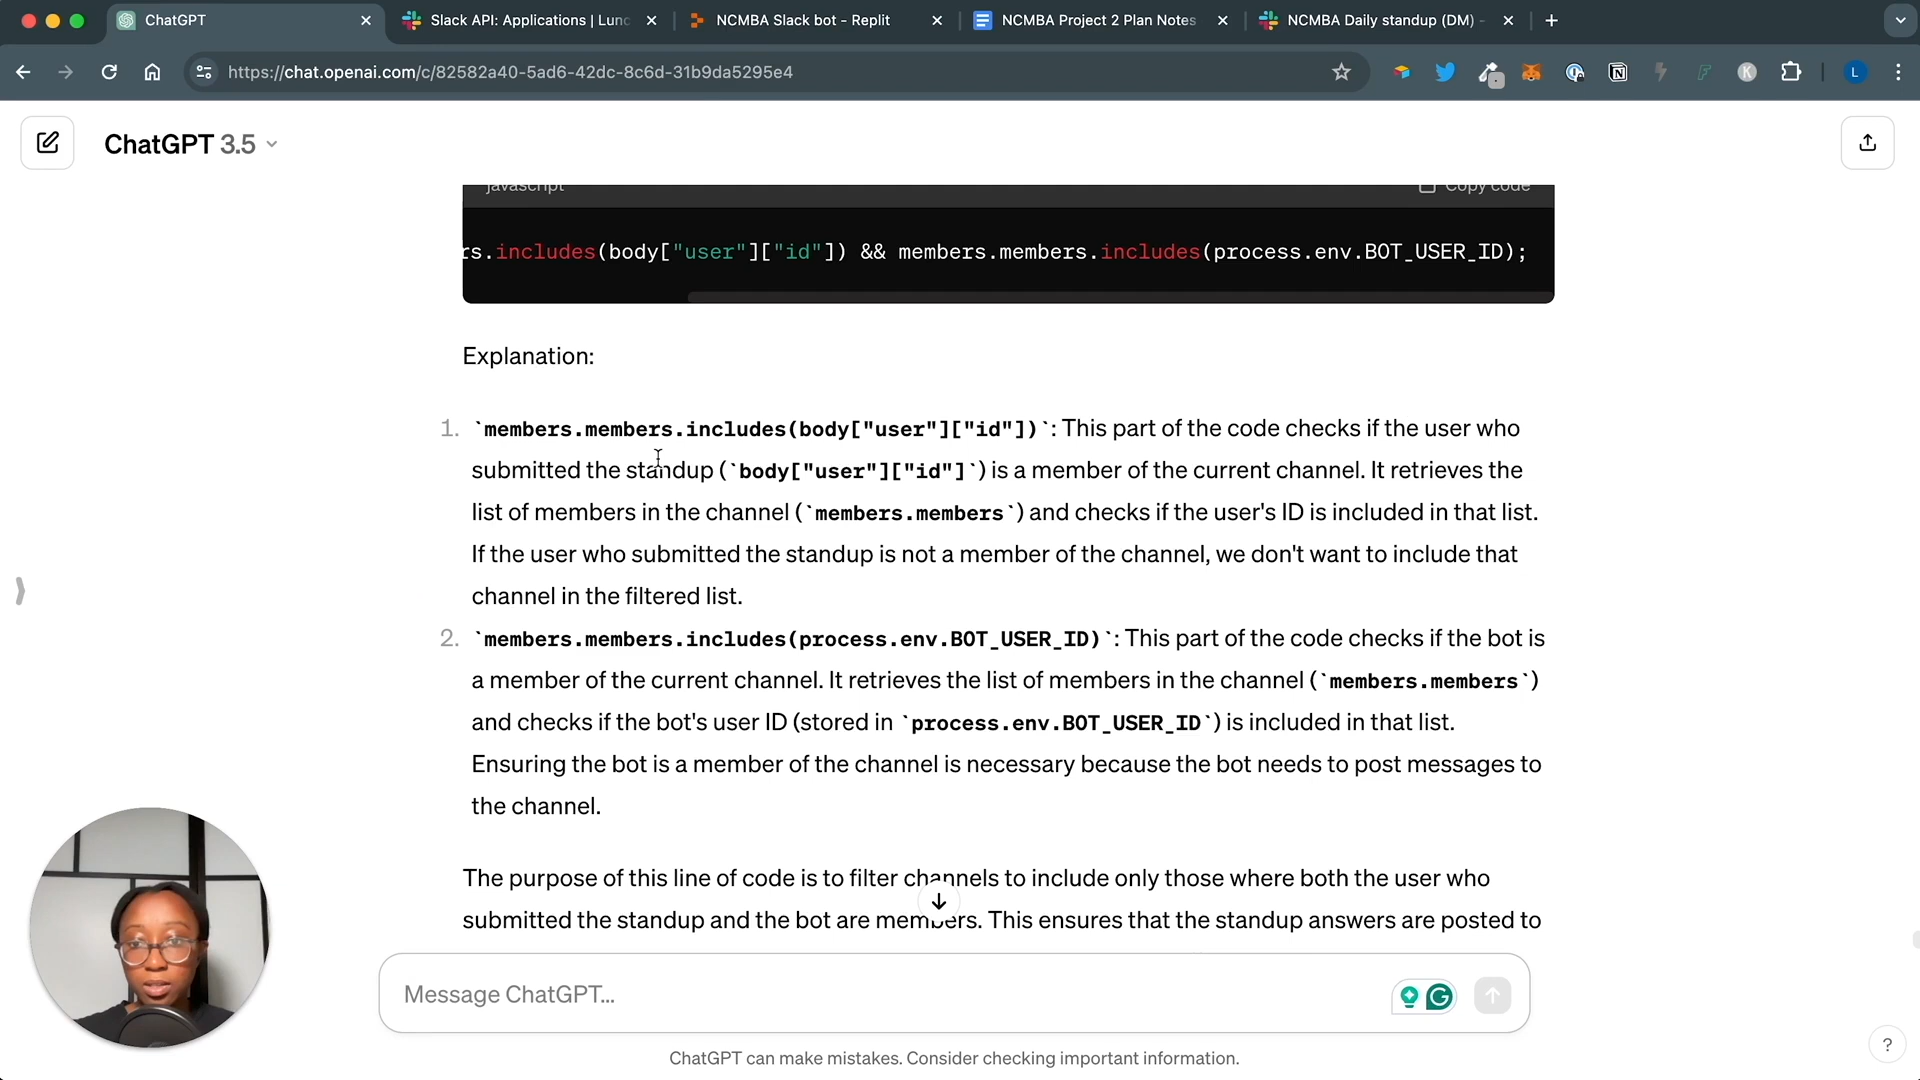 ChatGPT
Slack API: Applications | Lunc
NCMBA Slack bot - Replit
NCMBA Project 2 Plan Notes
NCMBA Daily standup (DM) -
https://chat.openai.com/c/82582a40-5ad6-42dc-8c6d-31b9da5295e4
K
L
ChatGPT 3.5
javascript
Copy code
rs.includes(body["user"]["id"]) && members.members.includes(process.env.BOT_USER_ID);
Explanation:
1. `members.members.includes(body["user"]["id"])`: This part of the code checks if the user who
submitted the standup (`body["user"]["id"]`) is a member of the current channel. It retrieves the
list of members in the channel (`members.members`) and checks if the user's ID is included in that list.
If the user who submitted the standup is not a member of the channel, we don't want to include that
channel in the filtered list.
2. `members.members.includes(process.env.BOT_USER_ID)`: This part of the code checks if the bot is
a member of the current channel. It retrieves the list of members in the channel (`members.members`)
and checks if the bot's user ID (stored in `process.env.BOT_USER_ID`) is included in that list.
Ensuring the bot is a member of the channel is necessary because the bot needs to post messages to
the channel.
The purpose of this line of code is to filter channels to include only those where both the user who
submitted the standup and the bot are members. This ensures that the standup answers are posted to
Message ChatGPT...
ChatGPT can make mistakes. Consider checking important information.
?